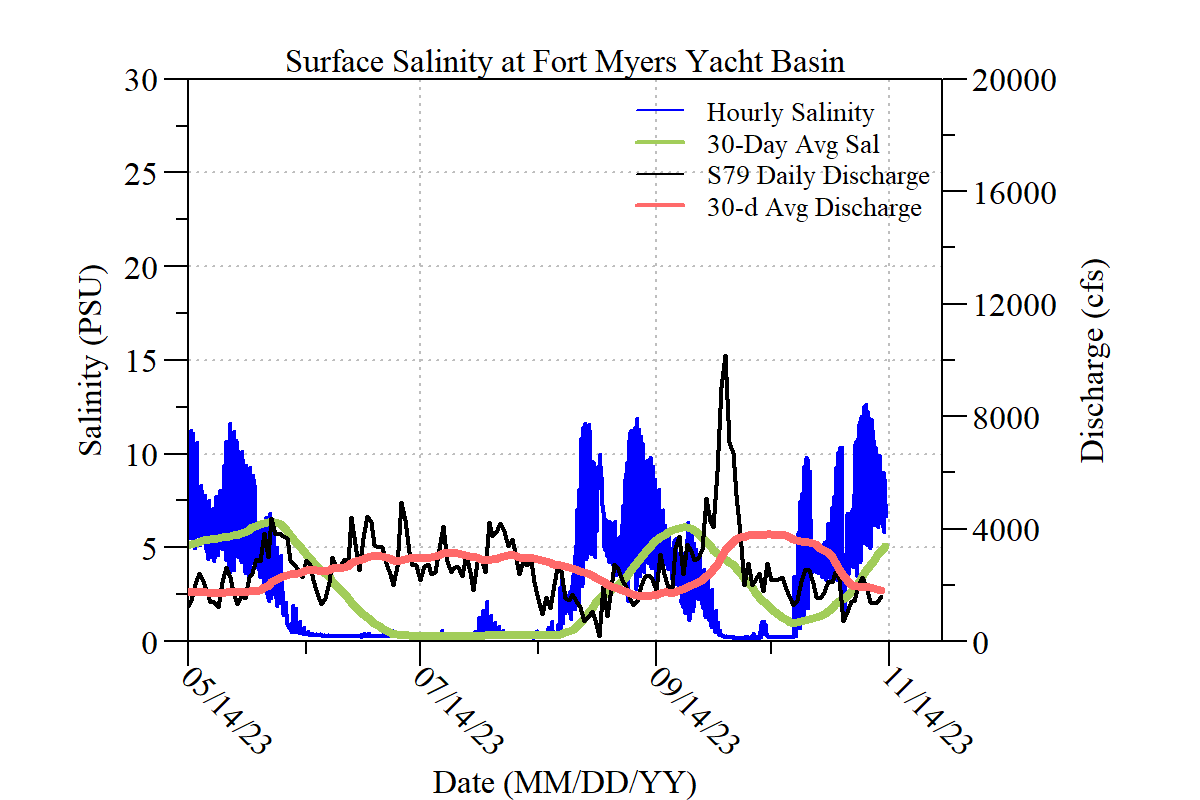 Surface Salinity at Fort Myers Yacht Basin
30
25
20
15
10
5
0
Salinity (PSU)
Hourly Salinity
30-Day Avg Sal
S79 Daily Discharge
30-d Avg Discharge
20000
16000
12000
8000
4000
0
Discharge (cfs)
05/14/23
07/14/23
09/14/23
11/14/23
Date (MM/DD/YY)